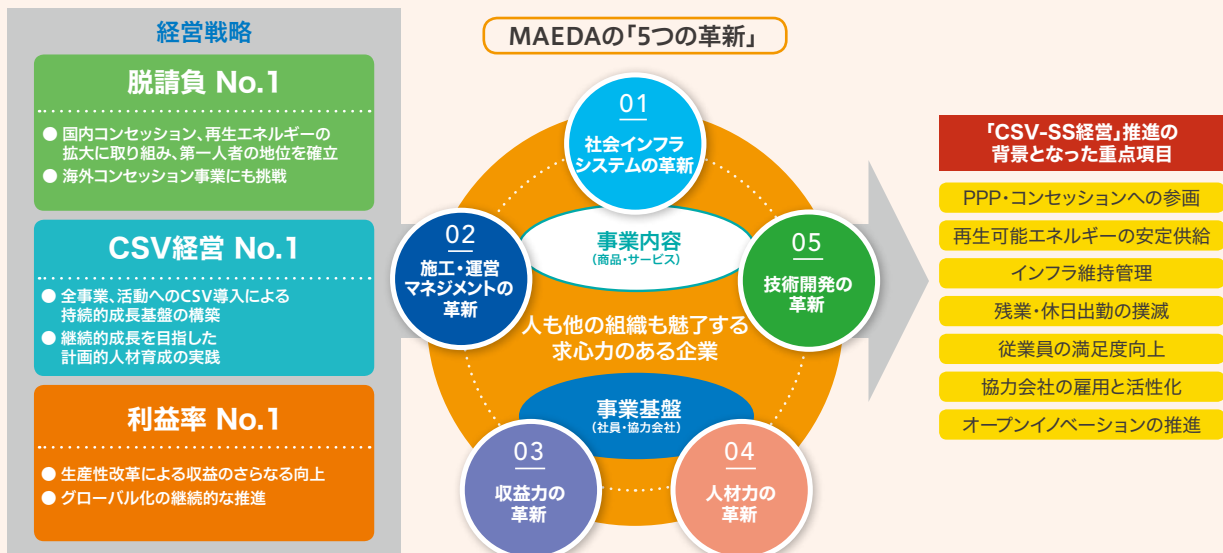 経営戦略
脱請負 No.1
● 国内コンセッション、再生エネルギーの
拡大に取り組み、第一人者の地位を確立
● 海外コンセッション事業にも挑戦
CSV経営 No.1
● 全事業、活動へのCSV導入による
持続的成長基盤の構築
● 継続的成長を目指した
計画的人材育成の実践
利益率 No.1
● 生産性改革による収益のさらなる向上
● グローバル化の継続的な推進
MAEDAの「5つの革新」
01
社会インフラ
システムの革新
02
施工・運営
マネジメントの
革新
事業内容
(商品・サービス)
05
技術開発の
革新
人も他の組織も魅了する
求心力のある企業
事業基盤
(社員・協力会社)
03
収益力の
革新
04
人材力の
革新
「CSV-SS経営」推進の
背景となった重点項目
PPP・コンセッションへの参画
再生可能エネルギーの安定供給
インフラ維持管理
残業・休日出勤の撲滅
従業員の満足度向上
協力会社の雇用と活性化
オープンイノベーションの推進